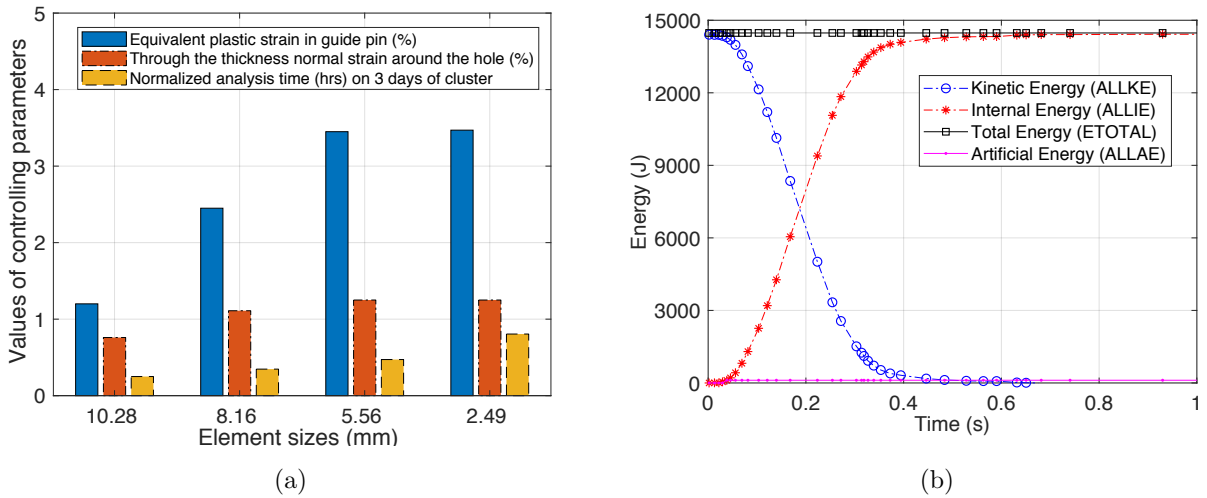 Equivalent plastic strain in guide pin (%)
Through the thickness normal strain around the hole (%)
Normalized analysis time (hrs) on 3 days of cluster
Values of controlling parameters
5
4
3
2
1
0
10.28 8.16 5.56 2.49
Element sizes (mm)
(a)
Kinetic Energy (ALLKE)
Internal Energy (ALLIE)
Total Energy (ETOTAL)
Artificial Energy (ALLAE)
Energy (J)
15000
12000
9000
6000
3000
0
0 0.2 0.4 0.6 0.8 1
Time (s)
(b)